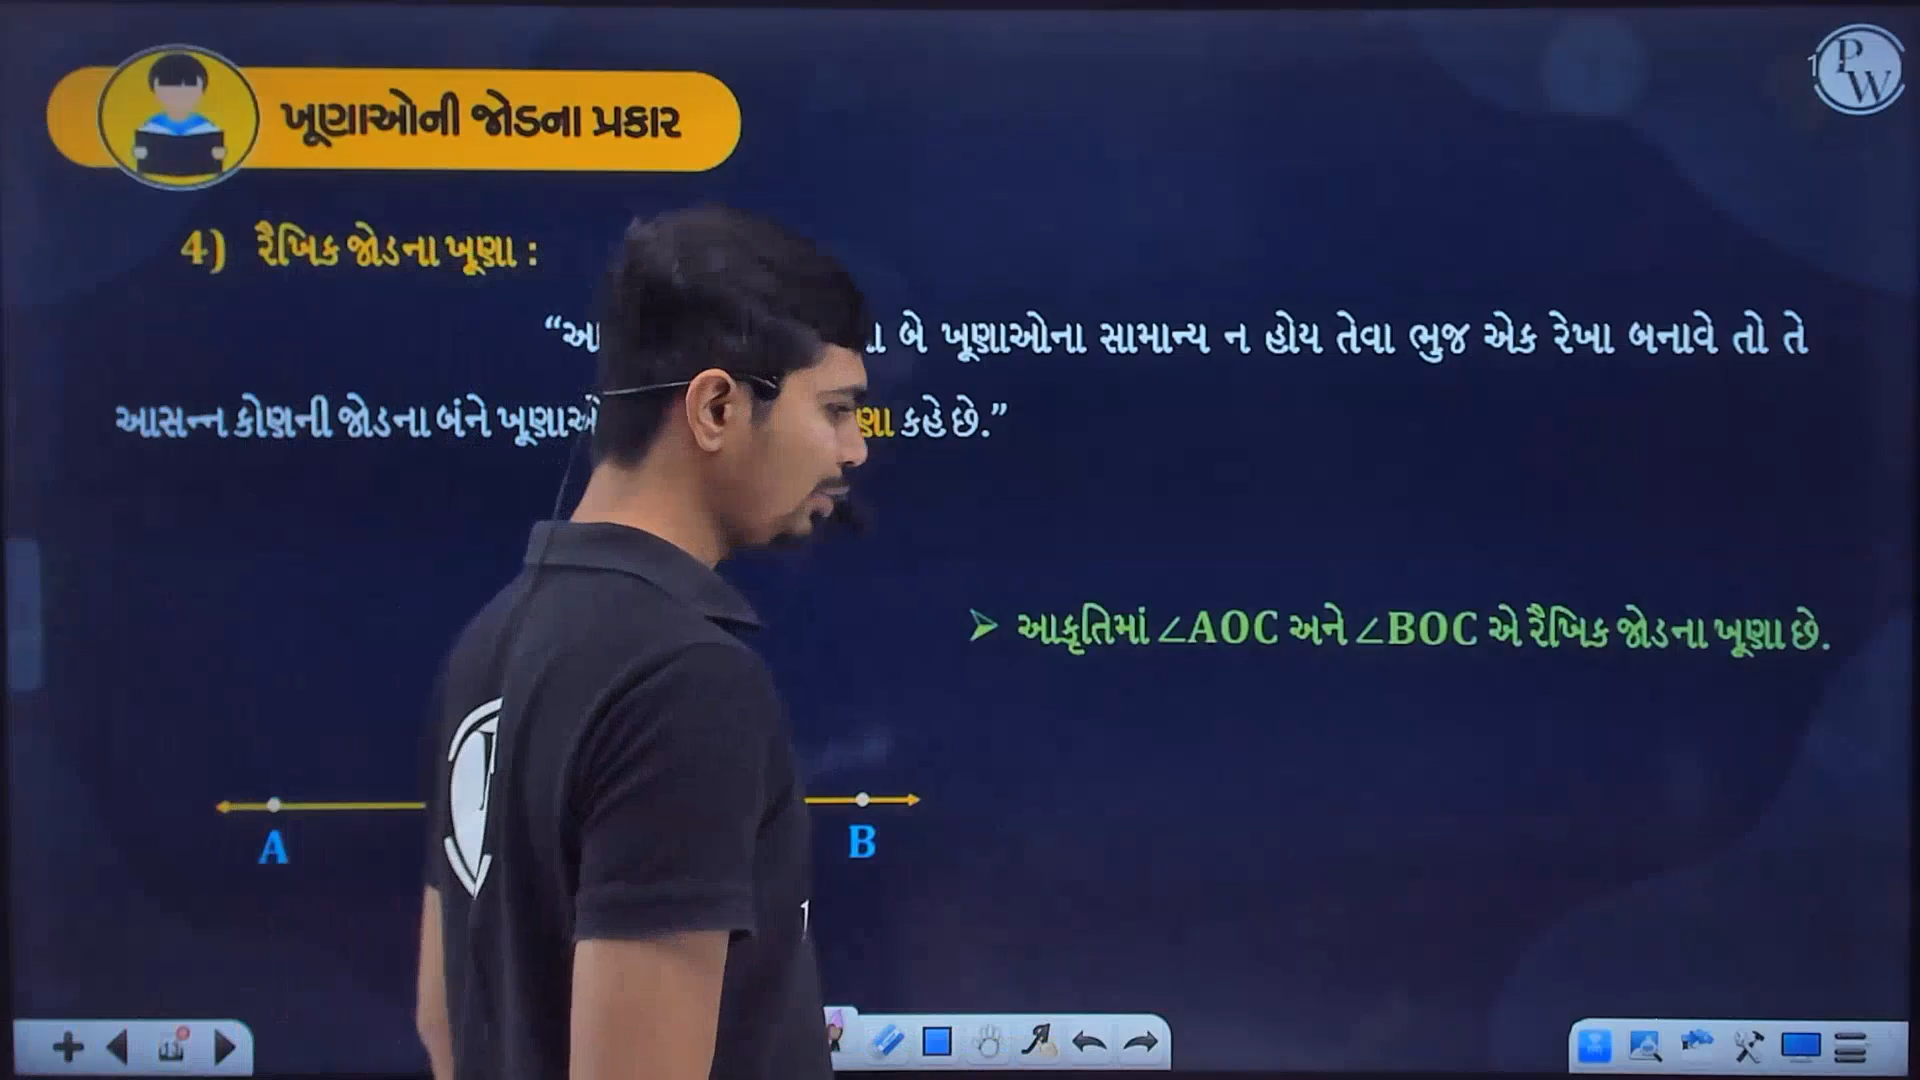 ખૂણાઓની જોડના પ્રકાર
PW
4) રૈખિક જોડના ખૂણા :
બે ખૂણાઓના સામાન્ય ન હોય તેવા ભુજ એક રેખા બનાવે તો તે
આસન્ન કોણની જોડના બંને કહે છે.”
આકૃતિમાં ∠AOC અને ∠BOC એ રૈખિક જોડના ખૂણા છે.
A
B